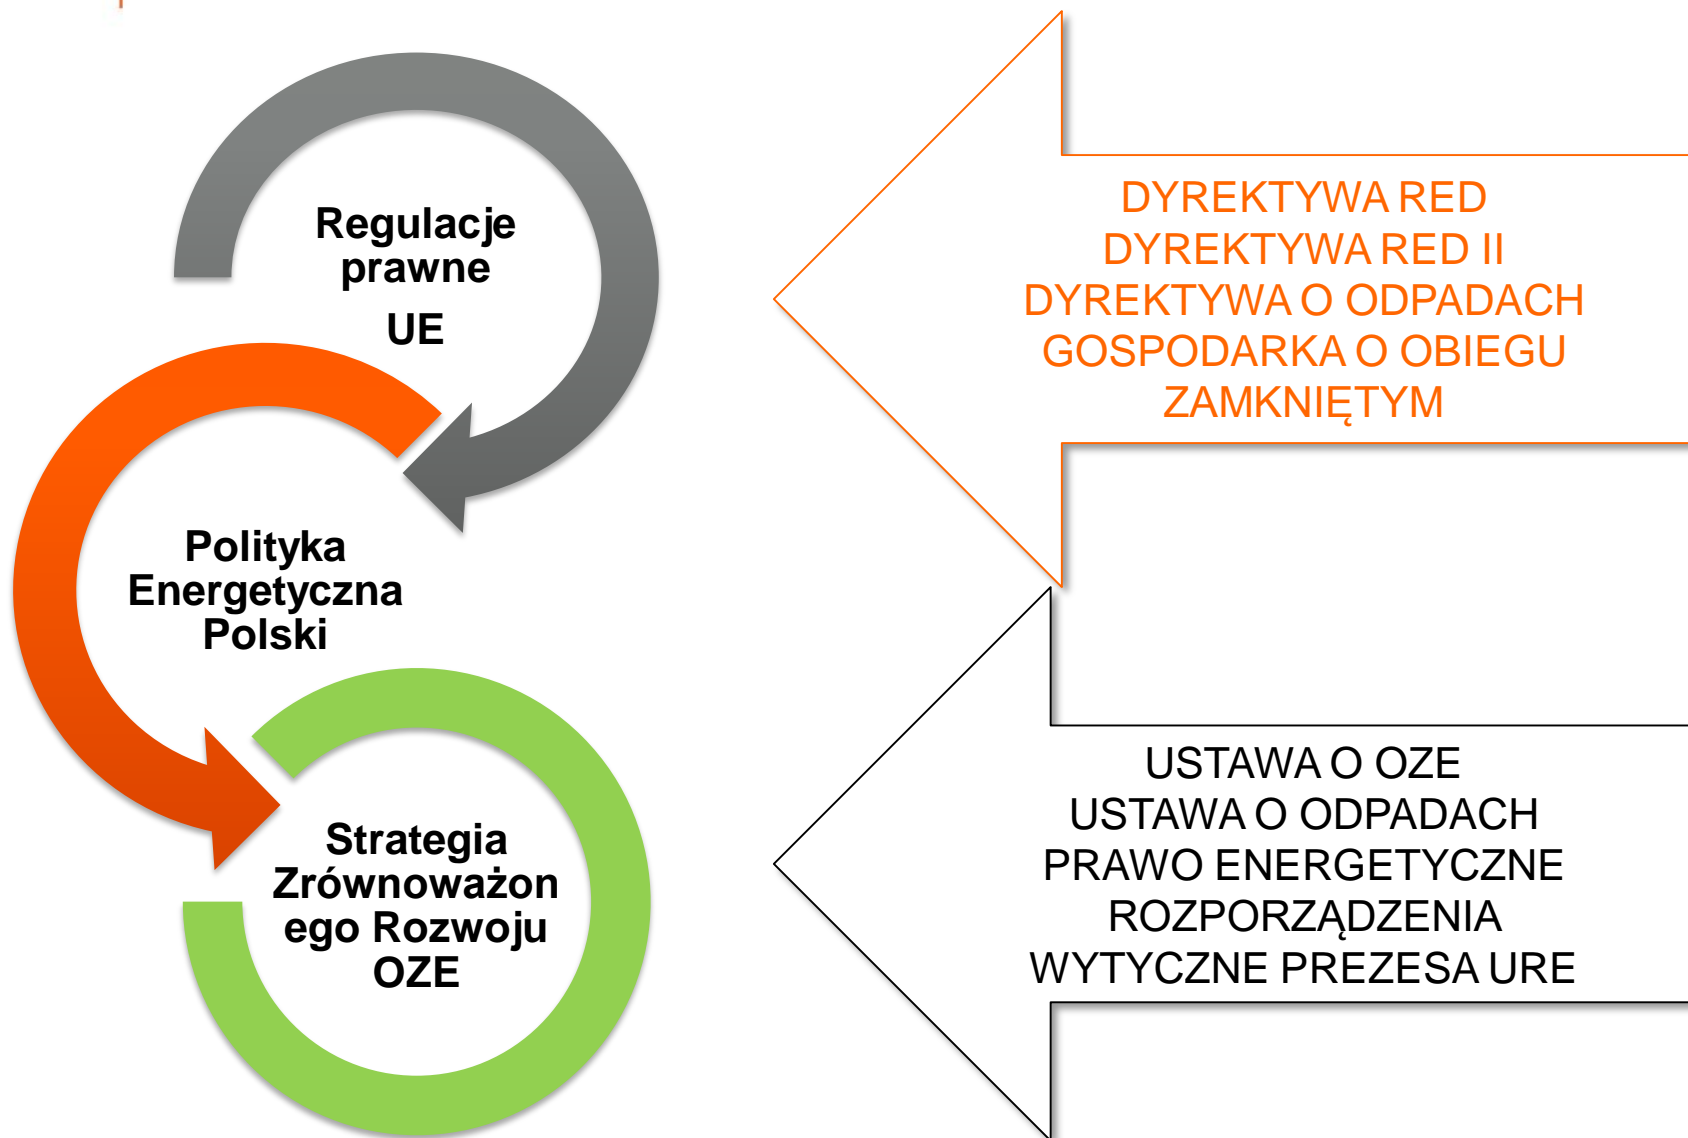 Regulacje
prawne
UE
Polityka
Energetyczna
Polski
Strategia
Zrównoważon
ego Rozwoju
OZE
DYREKTYWA RED
DYREKTYWA RED II
DYREKTYWA O ODPADACH
GOSPODARKA O OBIEGU
ZAMKNIĘTYM
USTAWA O OZE
USTAWA O ODPADACH
PRAWO ENERGETYCZNE
ROZPORZĄDZENIA
WYTYCZNE PREZESA URE